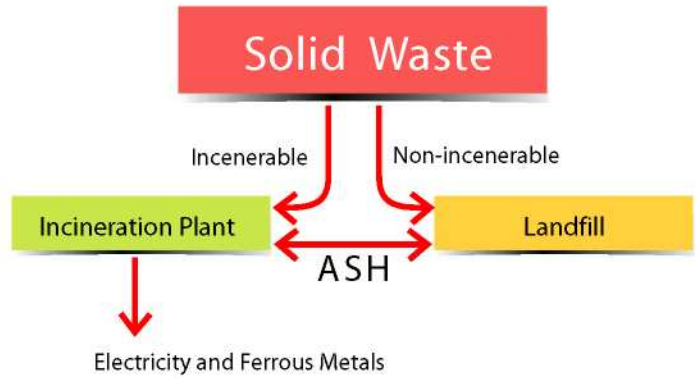 Solid Waste
Incenerable
Non-incenerable
Incineration Plant
Landfill
ASH
Electricity and Ferrous Metals